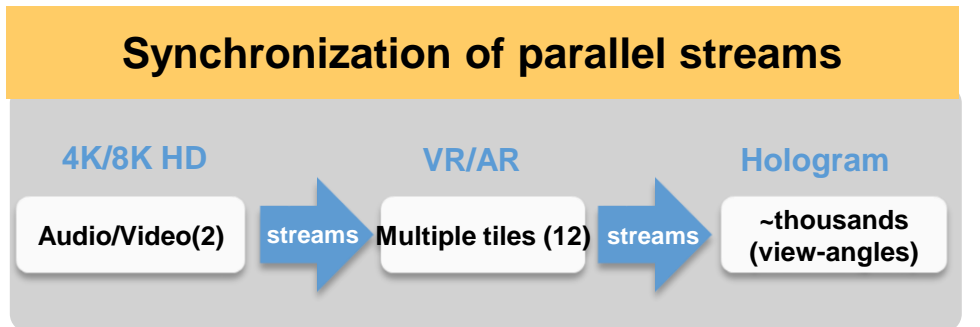 Synchronization of parallel streams
4K/8K HD
VR/AR
Hologram
Audio/Video(2)
streams
Multiple tiles (12)
streams
~thousands
(view-angles)